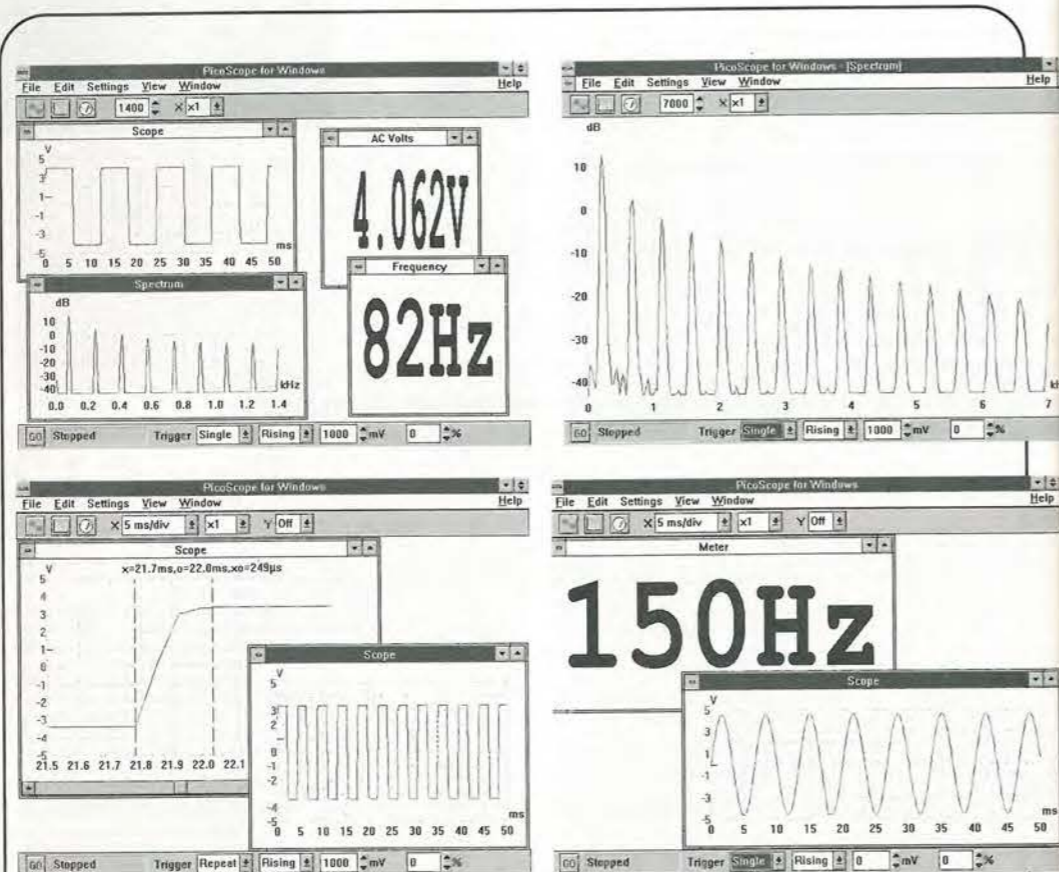 PicoScope for Windows
File Edit Settings View Window Help
1400 x1
Scope
V
5
3
1
-1
-3
-5
0 5 10 15 20 25 30 35 40 45 50
ms
AC Volts
4.062V
Frequency
82Hz
Spectrum
dB
10
0
-10
-20
-30
-40
kHz
0.0 0.2 0.4 0.6 0.8 1.0 1.2 1.4
GO Stopped Trigger Single Rising 1000 mV 0 %
PicoScope for Windows - [Spectrum]
File Edit Settings View Window Help
7000 x1
dB
10
0
-10
-20
-30
-40
0 1 2 3 4 5 6 7
GO Stopped Trigger Single Rising 1000 mV 0 %
PicoScope for Windows
File Edit Settings View Window Help
X 5 ms/div x1 Y Off
Scope
V
x=21.7ms,o=22.0ms,xo=249µs
5
4
3
2
1
0
-1
-2
-3
-4
-5
21.5 21.6 21.7 21.8 21.9 22.0 22.1
Scope
V
5
3
2
0
-1
-2
-4
-5
0 5 10 15 20 25 30 35 40 45 50
ms
GO Stopped Trigger Repeat Rising 1000 mV 0 %
PicoScope for Windows
File Edit Settings View Window Help
X 5 ms/div x1 Y Off
Meter
150Hz
Scope
V
5
3
1
-1
-3
-5
0 5 10 15 20 25 30 35 40 45 50
ms
GO Stopped Trigger Single Rising 0 mV 0 %